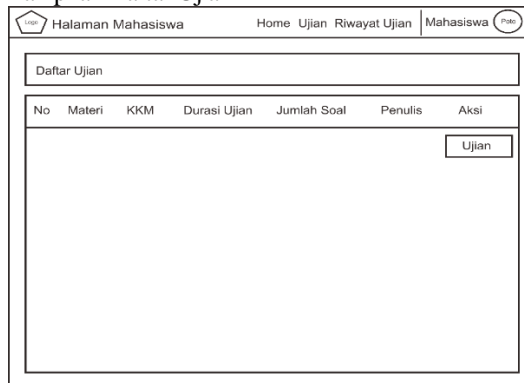 Logo Halaman Mahasiswa Home Ujian Riwayat Ujian Mahasiswa Poto
Daftar Ujian
No Materi KKM Durasi Ujian Jumlah Soal Penulis Aksi
Ujian